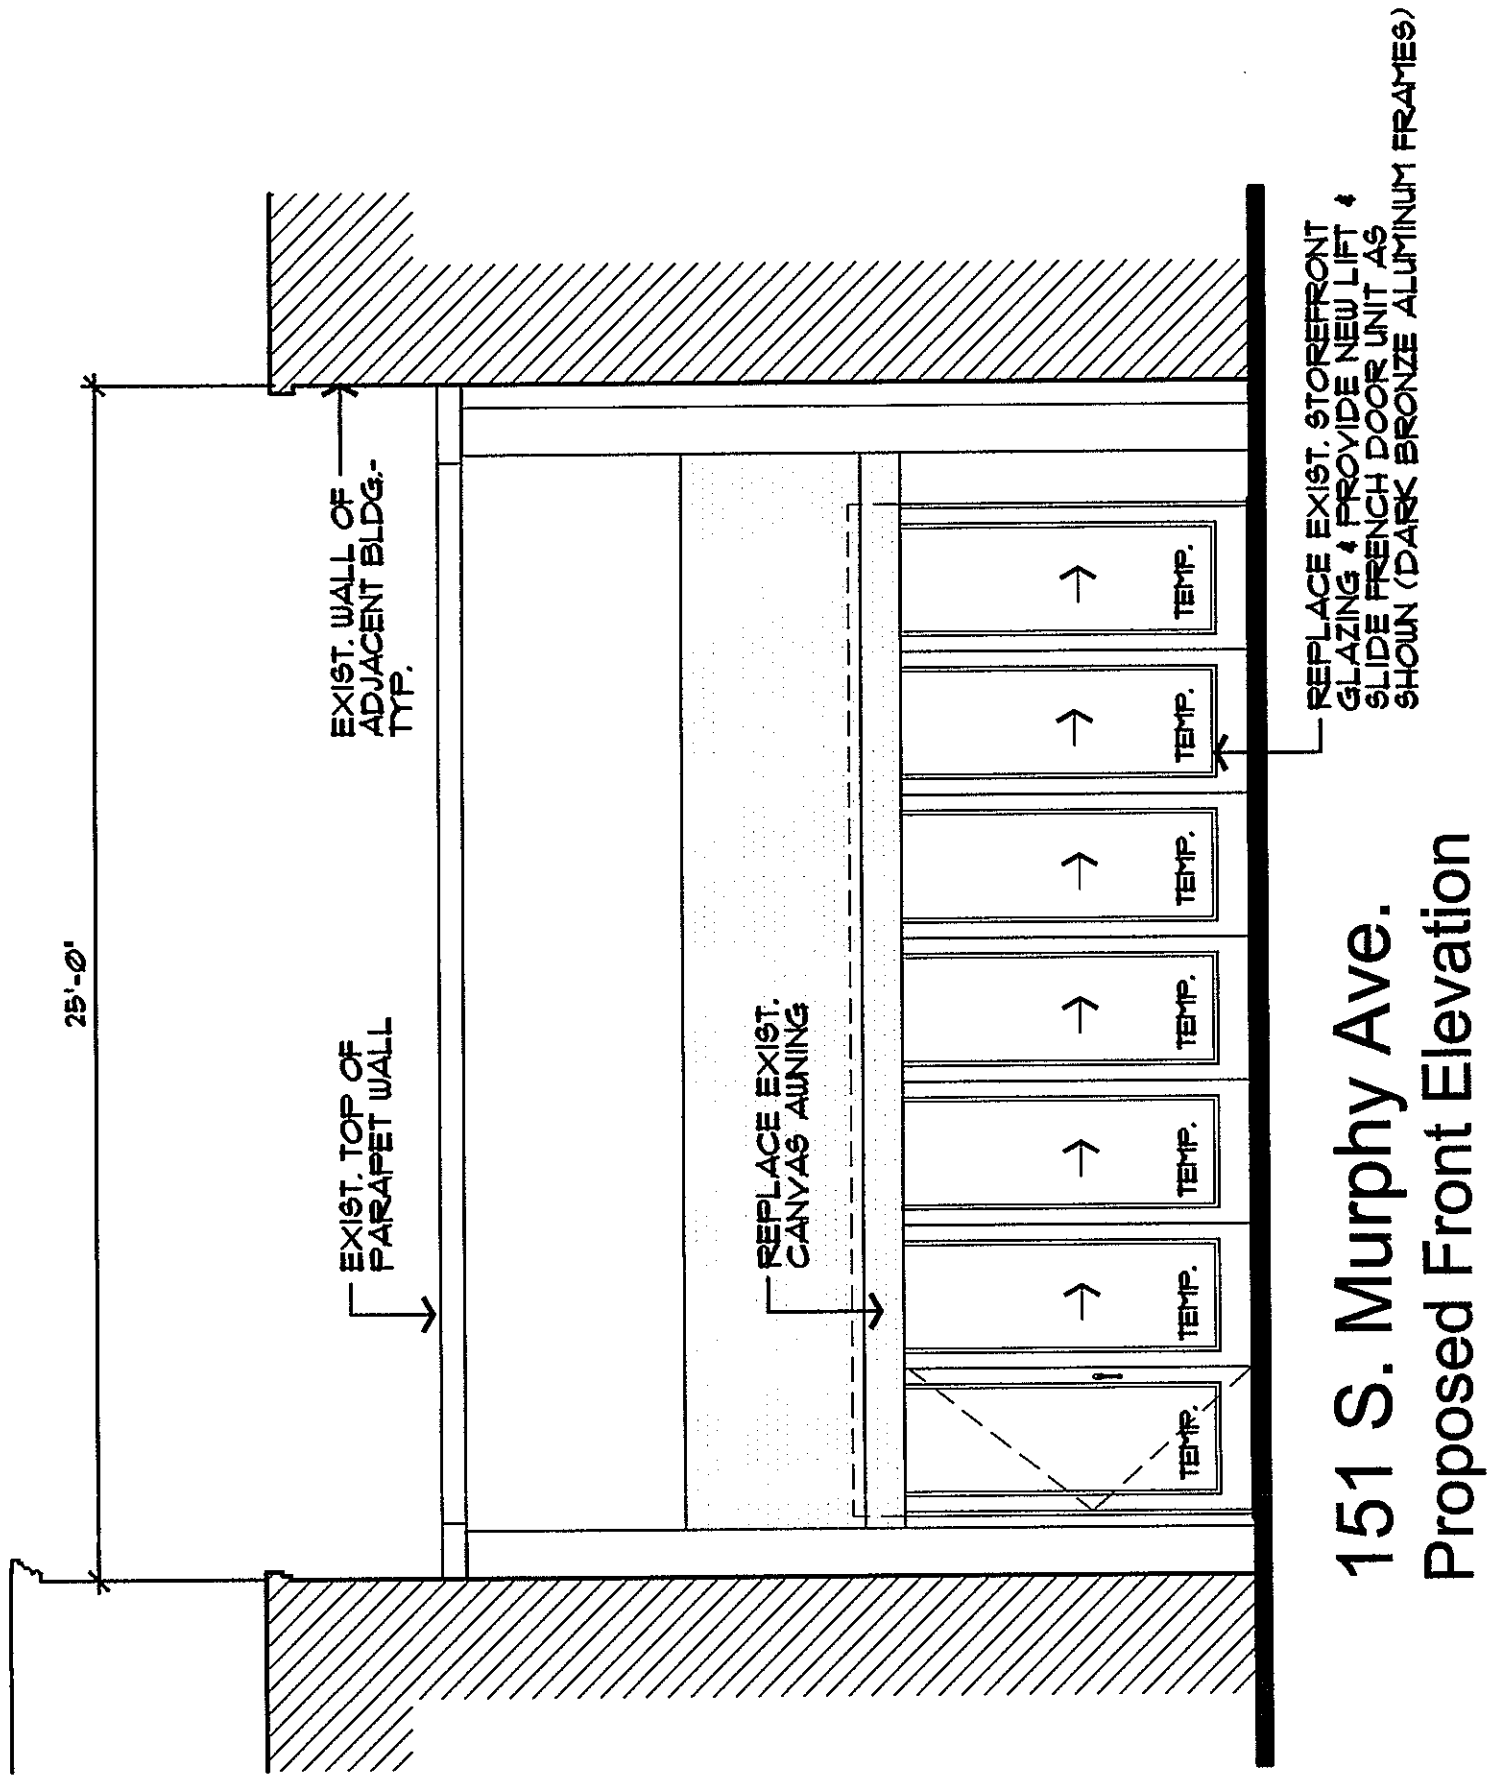 25'-0"
EXIST. TOP OF
PARAPET WALL
EXIST. WALL OF
ADJACENT BLDG.-
TYP.
REPLACE EXIST.
CANVAS AWNING
TEMP.
TEMP.
TEMP.
TEMP.
TEMP.
TEMP.
TEMP.
REPLACE EXIST. STOREFRONT
GLAZING & PROVIDE NEW LIFT &
SLIDE FRENCH DOOR UNIT AS
SHOWN (DARK BRONZE ALUMINUM FRAMES)
151 S. Murphy Ave.
Proposed Front Elevation